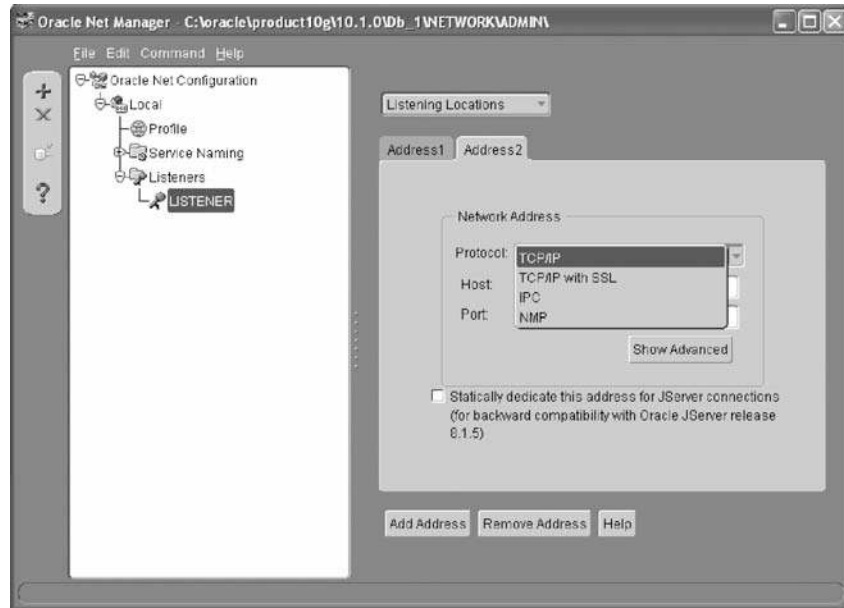 Oracle Net Manager - C:\oracle\product10g\10.1.0\Db_1\NETWORK\ADMIN\
File Edit Command Help
Oracle Net Configuration
Local
Profile
Service Naming
Listeners
LISTENER
Listening Locations
Address1 Address2
Network Address
Protocol: TCP/IP
TCP/IP with SSL
Host: IPC
Port: NMP
Show Advanced
Statically dedicate this address for JServer connections
(for backward compatibility with Oracle JServer release
8.1.5)
Add Address Remove Address Help